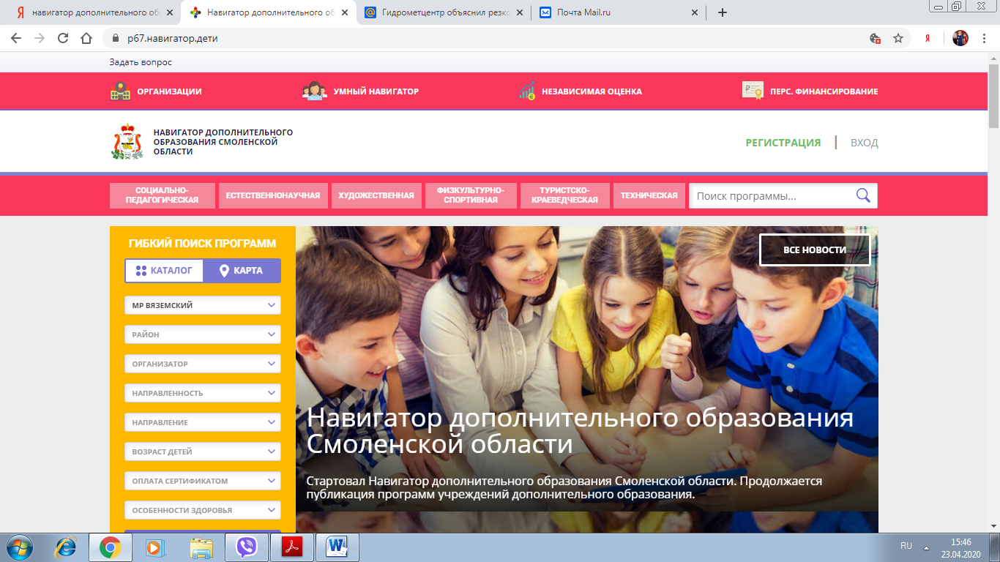 навигатор дополнительного об
Навигатор дополнительного об
Гидрометцентр объяснил резко
Почта Mail.ru
р67.навигатор.дети
Задать вопрос
ОРГАНИЗАЦИИ
УМНЫЙ НАВИГАТОР
НЕЗАВИСИМАЯ ОЦЕНКА
ПЕРС. ФИНАНСИРОВАНИЕ
НАВИГАТОР ДОПОЛНИТЕЛЬНОГО
ОБРАЗОВАНИЯ СМОЛЕНСКОЙ
ОБЛАСТИ
РЕГИСТРАЦИЯ | ВХОД
СОЦИАЛЬНО-
ПЕДАГОГИЧЕСКАЯ
ЕСТЕСТВЕННОНАУЧНАЯ
ХУДОЖЕСТВЕННАЯ
ФИЗКУЛЬТУРНО-
СПОРТИВНАЯ
ТУРИСТСКО-
КРАЕВЕДЧЕСКАЯ
ТЕХНИЧЕСКАЯ
Поиск программы...
ГИБКИЙ ПОИСК ПРОГРАММ
КАТАЛОГ
КАРТА
МР ВЯЗЕМСКИЙ
РАЙОН
ОРГАНИЗАТОР
НАПРАВЛЕННОСТЬ
НАПРАВЛЕНИЕ
ВОЗРАСТ ДЕТЕЙ
ОПЛАТА СЕРТИФИКАТОМ
ОСОБЕННОСТИ ЗДОРОВЬЯ
ВСЕ НОВОСТИ
Навигатор дополнительного образования
Смоленской области
Стартовал Навигатор дополнительного образования Смоленской области. Продолжается
публикация программ учреждений дополнительного образования.
RU
15:46
23.04.2020